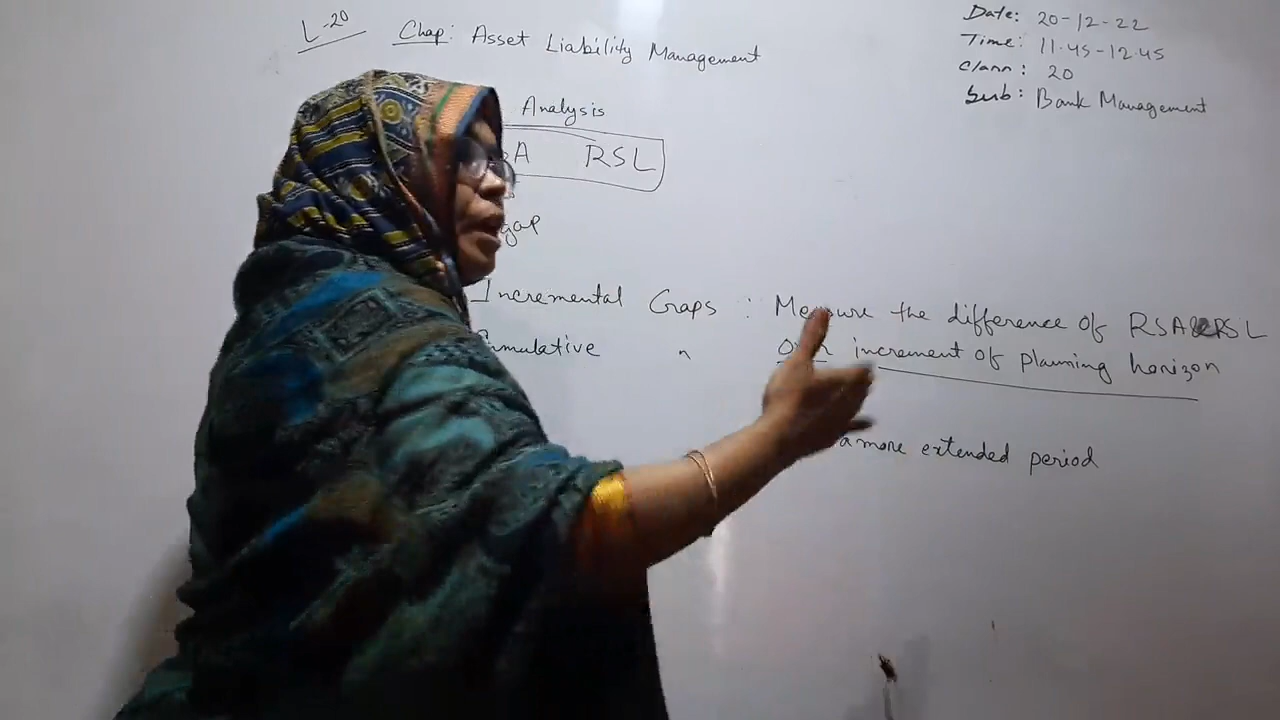 L-20 Chap: Asset Liability Management
Date: 20-12-22
Time: 11.45-12.45
Class: 20
Sub: Bank Management
Analysis
RSL
gap
Incremental Gaps : Measure the difference of RSA & RSL
Over increment of planning horizon
Cumulative "
a more extended period